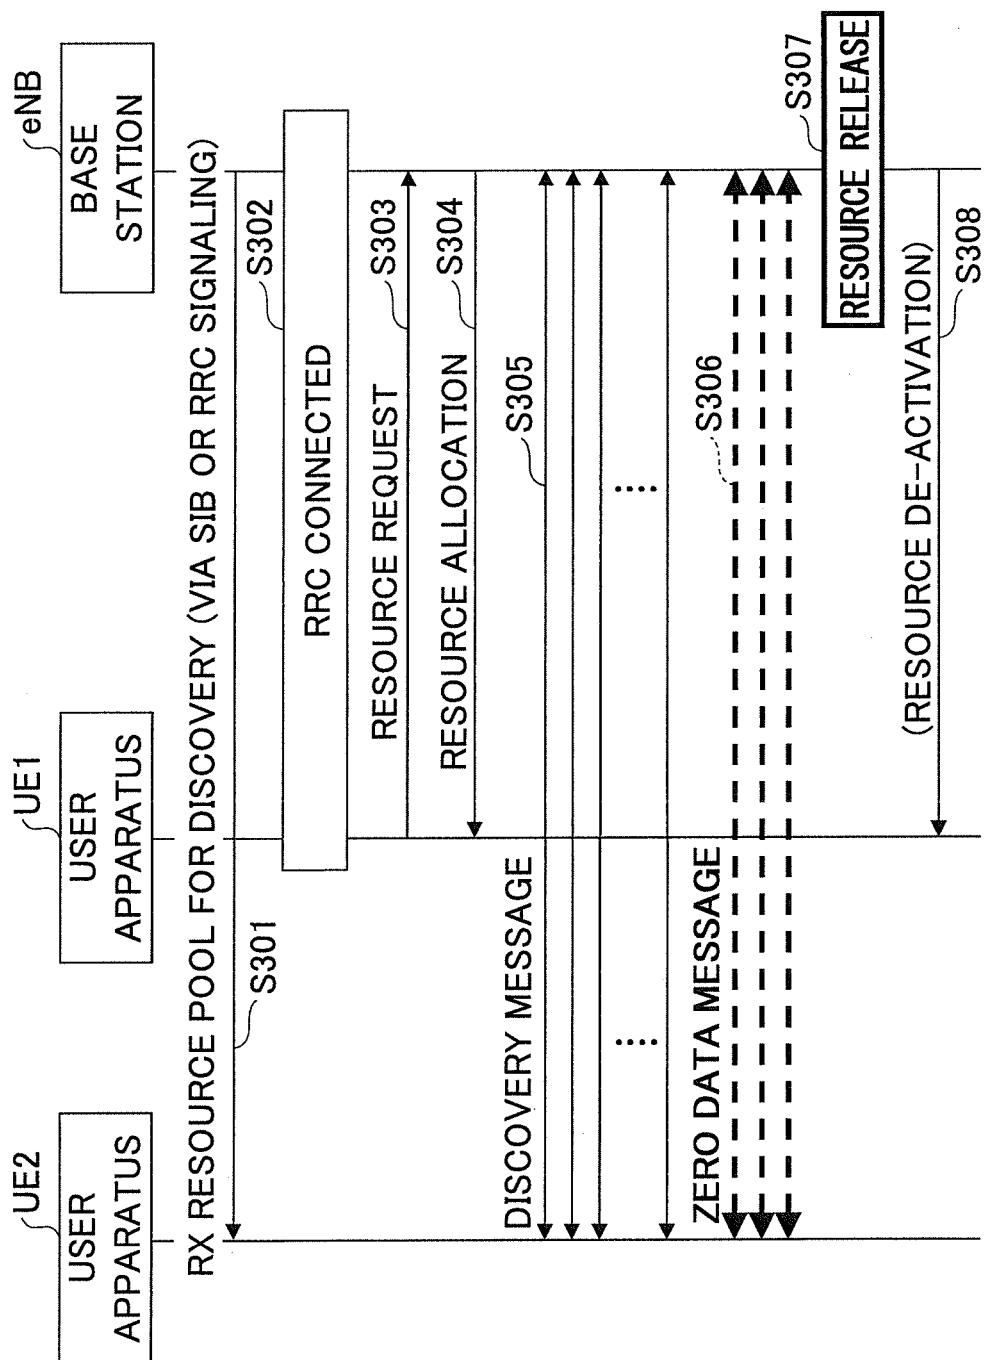 UE2
USER
APPARATUS
UE1
USER
APPARATUS
eNB
BASE
STATION
RX RESOURCE POOL FOR DISCOVERY (VIA SIB OR RRC SIGNALING)
S301
S302
RRC CONNECTED
RESOURCE REQUEST
S303
RESOURCE ALLOCATION
S304
DISCOVERY MESSAGE
S305
ZERO DATA MESSAGE
S306
S307
RESOURCE RELEASE
(RESOURCE DE-ACTIVATION)
S308